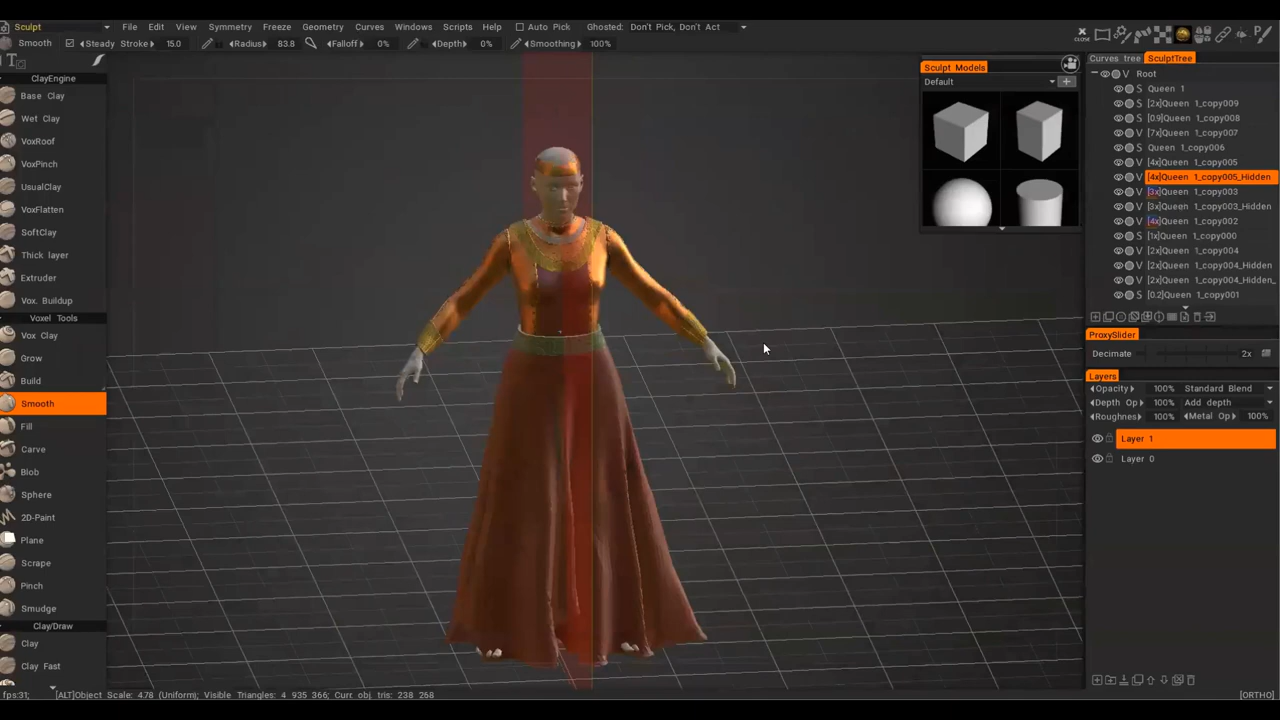 Sculpt File Edit View Symmetry Freeze Geometry Curves Windows Scripts Help Auto Pick Ghosted: Don't Pick, Don't Act
Smooth Steady Stroke 15.0 Radius 83.8 Falloff 0% Depth 0% Smoothing 100%
CLOSE
ClayEngine
Base Clay
Wet Clay
VoxRoof
VoxPinch
UsualClay
VoxFlatten
SoftClay
Thick layer
Extruder
Vox. Buildup
Voxel Tools
Vox Clay
Grow
Build
Smooth
Fill
Carve
Blob
Sphere
2D-Paint
Plane
Scrape
Pinch
Smudge
Clay/Draw
Clay
Clay Fast
Sculpt Models
Default
Curves tree SculptTree
V Root
S Queen 1
S [2x]Queen 1_copy009
S [0.9]Queen 1_copy008
V [7x]Queen 1_copy007
S Queen 1_copy006
V [4x]Queen 1_copy005
V [4x]Queen 1_copy005_Hidden
V [3x]Queen 1_copy003
V [3x]Queen 1_copy003_Hidden
V [4x]Queen 1_copy002
S [1x]Queen 1_copy000
V [2x]Queen 1_copy004
V [2x]Queen 1_copy004_Hidden
V [2x]Queen 1_copy004_Hidden_
S [0.2]Queen 1_copy001
ProxySlider
Decimate 2x
Layers
Opacity 100% Standard Blend
Depth Op 100% Add depth
Roughness 100% Metal Op 100%
Layer 1
Layer 0
fps:31; [ALT]Object Scale: 4.78 (Uniform); Visible Triangles: 4 935 366; Curr. obj. tris: 238 258
[ORTHO]